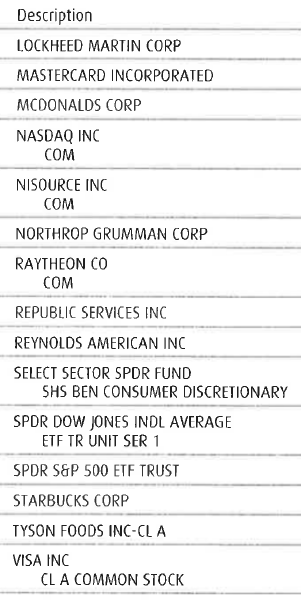 Description
LOCKHEED MARTIN CORP
MASTERCARD INCORPORATED
MCDONALDS CORP
NASDAQ INC
COM
NISOURCE INC
COM
NORTHROP GRUMMAN CORP
RAYTHEON CO
COM
REPUBLIC SERVICES INC
REYNOLDS AMERICAN INC
SELECT SECTOR SPDR FUND
SHS BEN CONSUMER DISCRETIONARY
SPDR DOW JONES INDL AVERAGE
ETF TR UNIT SER 1
SPDR S&P 500 ETF TRUST
STARBUCKS CORP
TYSON FOODS INC-CL A
VISA INC
CL A COMMON STOCK